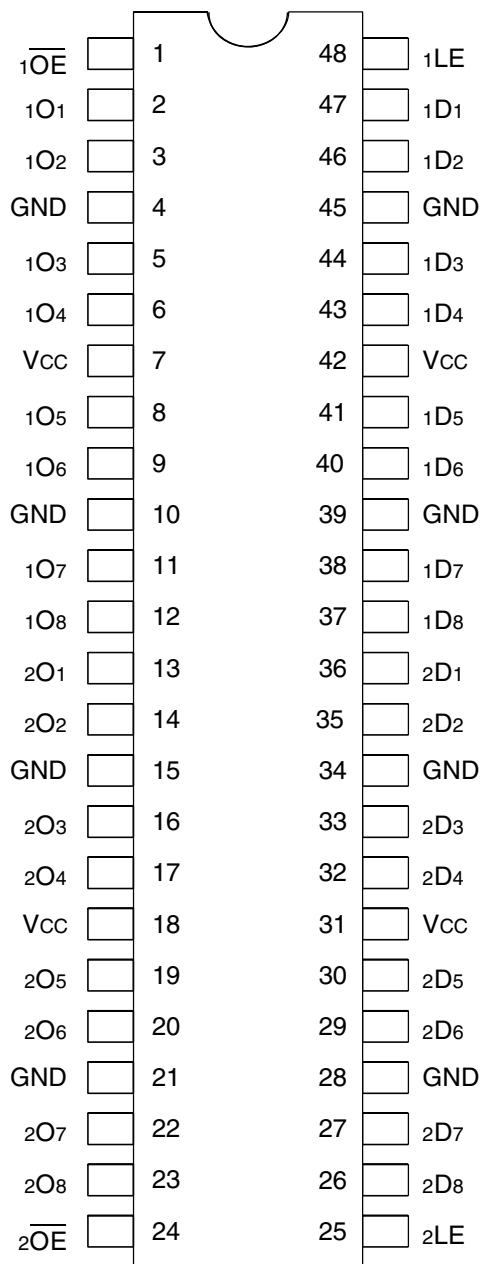 1O̅E̅ 1 48 1LE
1O1 2 47 1D1
1O2 3 46 1D2
GND 4 45 GND
1O3 5 44 1D3
1O4 6 43 1D4
VCC 7 42 VCC
1O5 8 41 1D5
1O6 9 40 1D6
GND 10 39 GND
1O7 11 38 1D7
1O8 12 37 1D8
2O1 13 36 2D1
2O2 14 35 2D2
GND 15 34 GND
2O3 16 33 2D3
2O4 17 32 2D4
VCC 18 31 VCC
2O5 19 30 2D5
2O6 20 29 2D6
GND 21 28 GND
2O7 22 27 2D7
2O8 23 26 2D8
2O̅E̅ 24 25 2LE